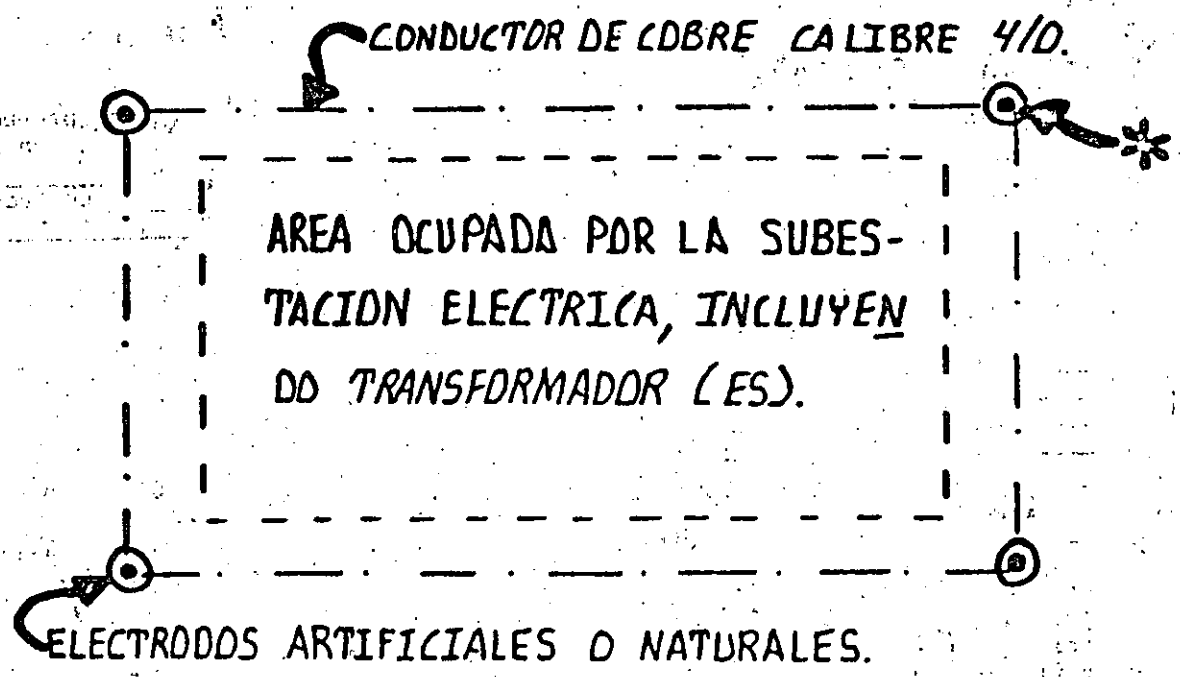 CONDUCTOR DE COBRE CALIBRE 4/0.
AREA OCUPADA POR LA SUBES-
TACION ELECTRICA, INCLUYEN
DO TRANSFORMADOR (ES).
ELECTRODOS ARTIFICIALES O NATURALES.